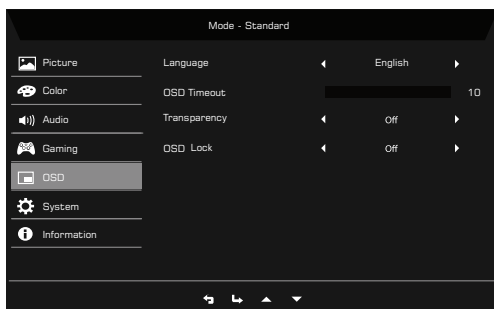 Mode - Standard
Picture
Color
Audio
Gaming
OSD
System
Information
Language English
OSD Timeout 10
Transparency Off
OSD Lock Off